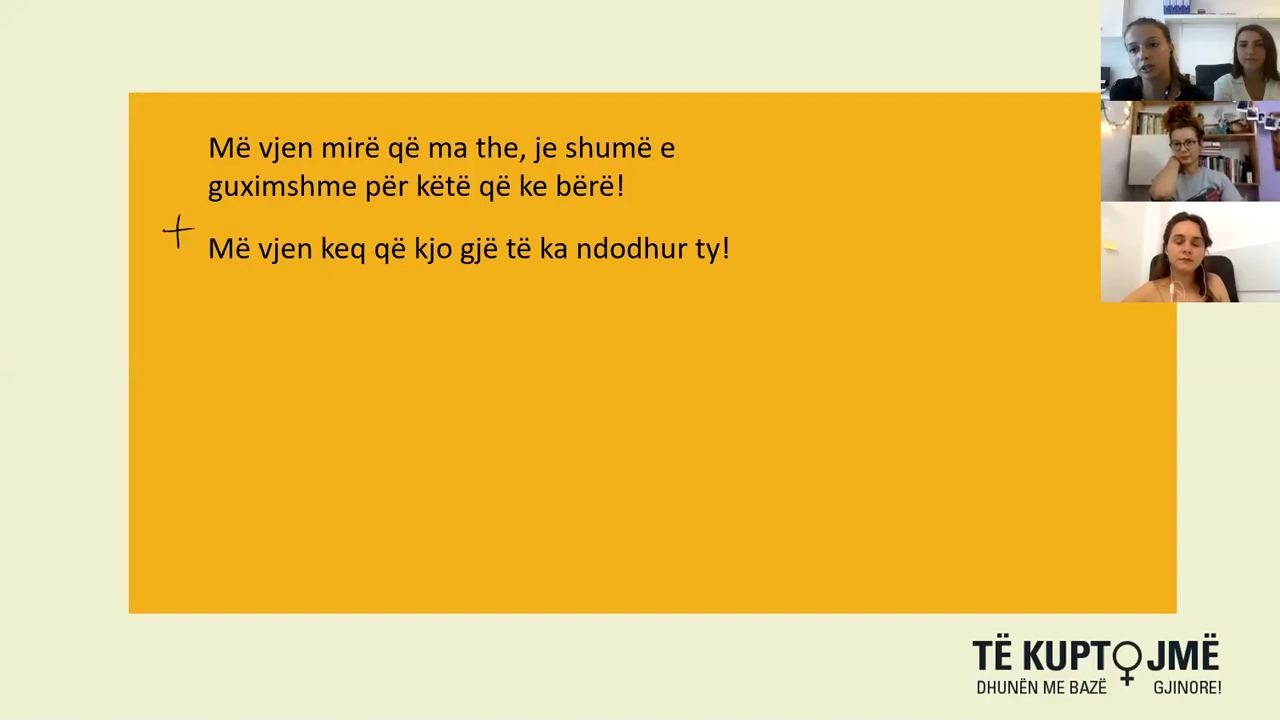 Më vjen mirë që ma the, je shumë e
guximshme për këtë që ke bërë!
+
Më vjen keq që kjo gjë të ka ndodhur ty!
TË KUPTOJMË
DHUNËN ME BAZË GJINORE!